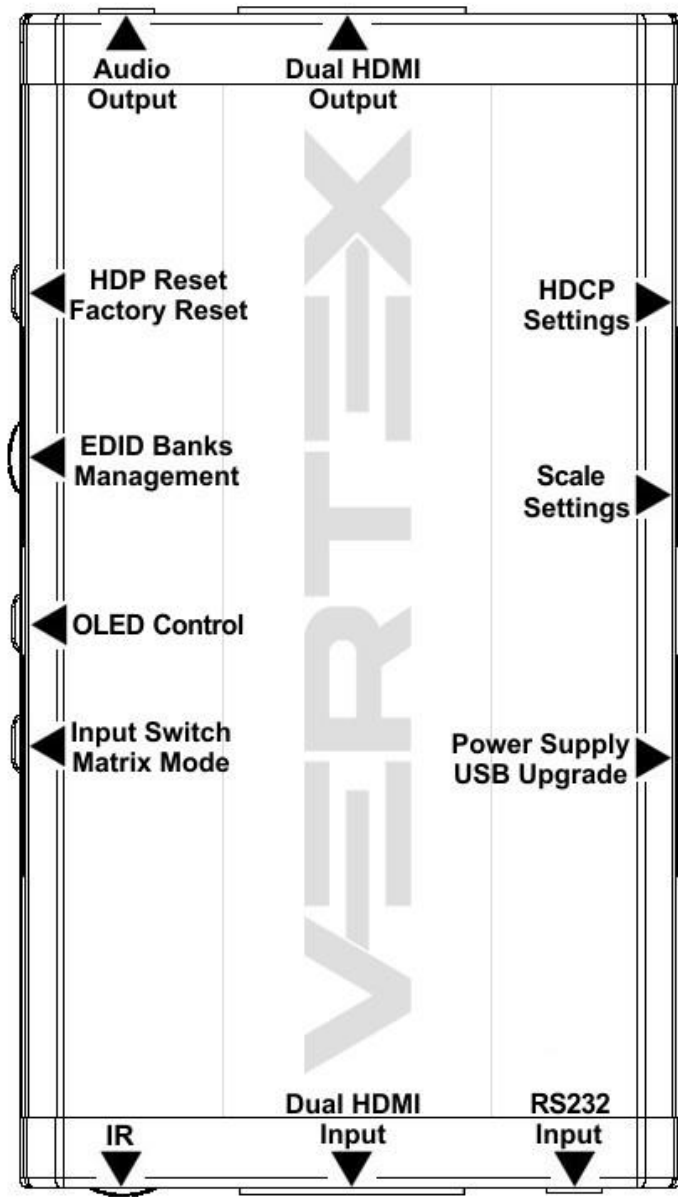 Audio
Output
Dual HDMI
Output
HDP Reset
Factory Reset
HDCP
Settings
EDID Banks
Management
Scale
Settings
OLED Control
Input Switch
Matrix Mode
Power Supply
USB Upgrade
VERTEX
IR
Dual HDMI
Input
RS232
Input